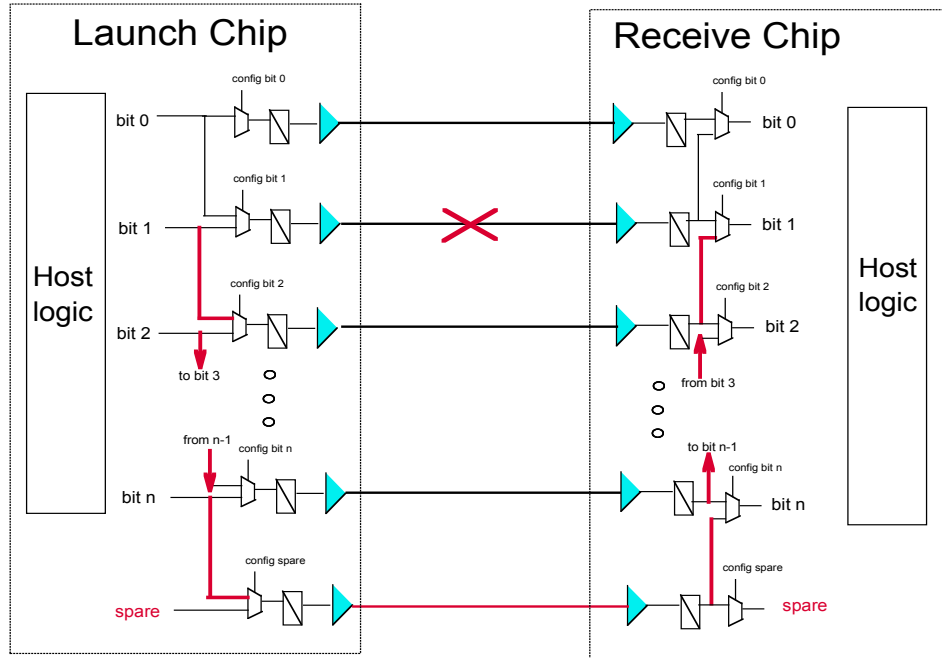 Launch Chip
Receive Chip
config bit 0
config bit 0
bit 0
bit 0
config bit 1
config bit 1
bit 1
bit 1
Host
logic
Host
logic
config bit 2
config bit 2
bit 2
bit 2
to bit 3
from bit 3
from n-1
to bit n-1
config bit n
config bit n
bit n
bit n
config spare
config spare
spare
spare